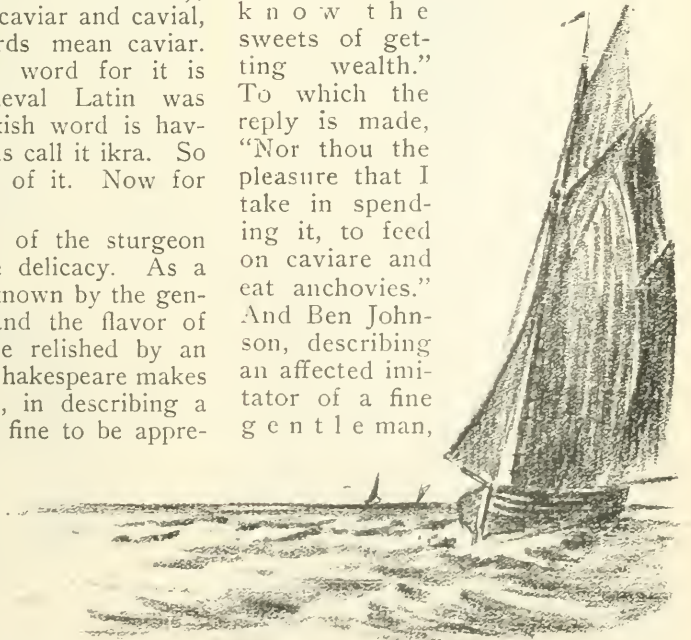 caviar and cavial,
rds mean caviar.
word for it is
eval Latin was
kish word is hav-
s call it ikra. So
of it. Now for
of the sturgeon
e delicacy. As a
known by the gen-
and the flavor of
e relished by an
hakespeare makes
, in describing a
fine to be appre-
know the
sweets of get-
ting wealth.”
To which the
reply is made,
“Nor thou the
pleasure that I
take in spend-
ing it, to feed
on caviare and
eat anchovies.”
And Ben John-
son, describing
an affected imi-
tator of a fine
gentleman,